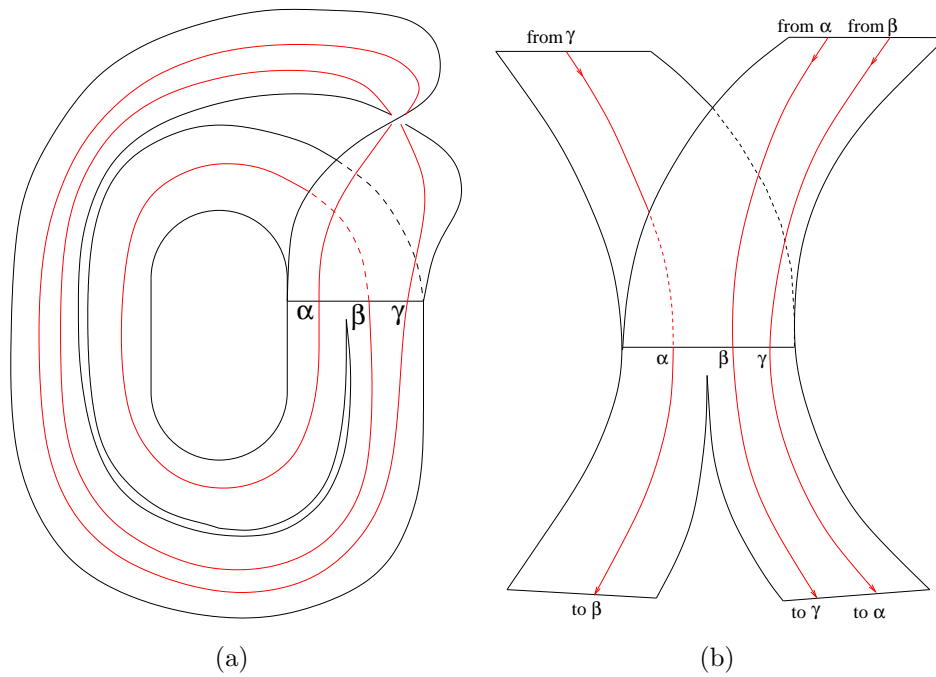 α β γ
(a)
from γ
from α from β
α β γ
to β
to γ to α
(b)